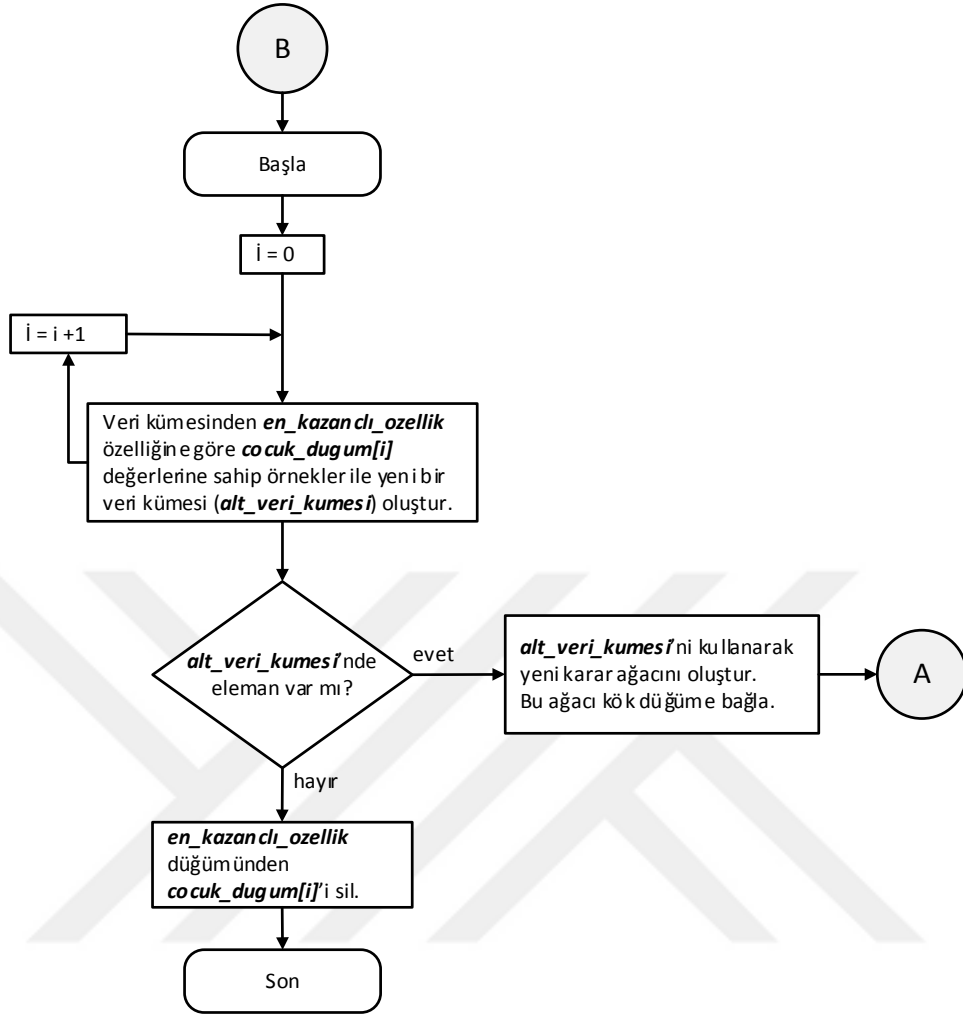 B
Başla
İ = 0
İ = i +1
Veri kümesinden en_kazançlı_ozellik
özelliğine göre cocuk_dugum[i]
değerlerine sahip örnekler ile yeni bir
veri kümesi (alt_veri_kumesi) oluştur.
alt_veri_kumesi'nde
eleman var mı?
evet
alt_veri_kumesi'ni kullanarak
yeni karar ağacını oluştur.
Bu ağacı kök düğüme bağla.
A
hayır
en_kazanclı_ozellik
düğümünden
cocuk_dugum[i]'i sil.
Son